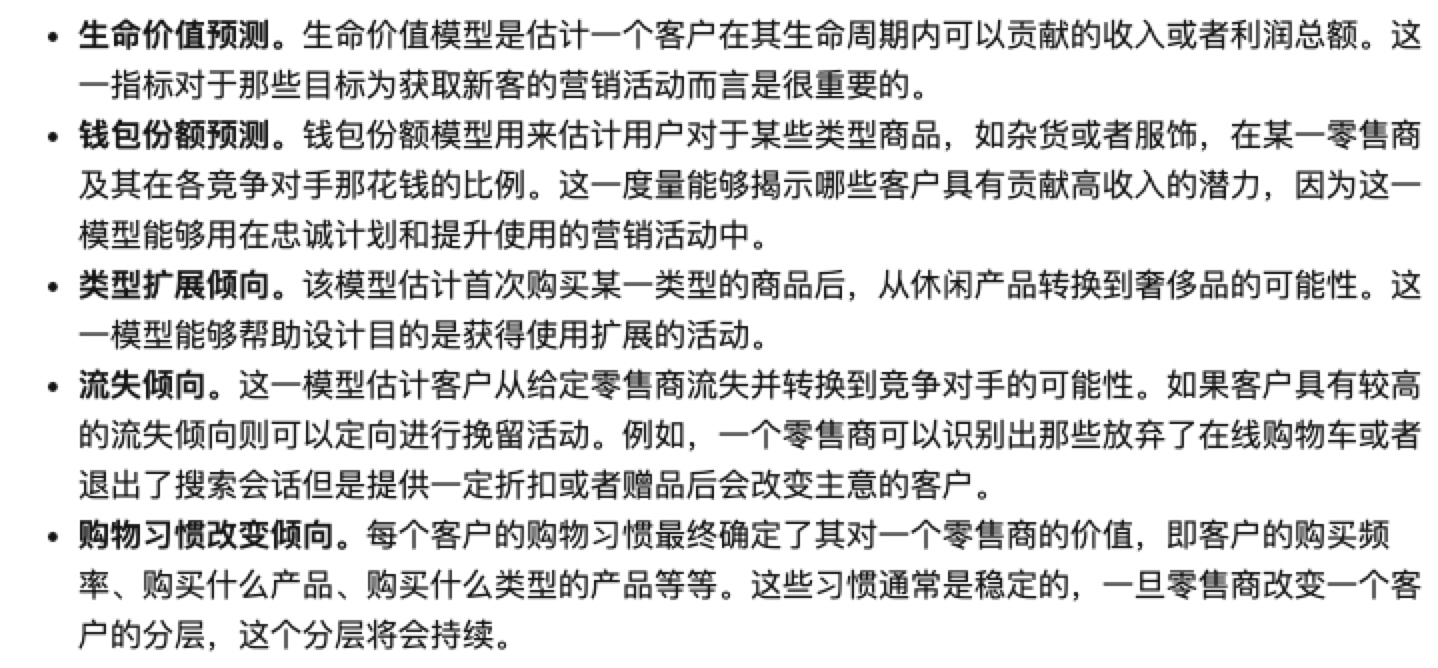 • 生命价值预测。生命价值模型是估计一个客户在其生命周期内可以贡献的收入或者利润总额。这
一指标对于那些目标为获取新客的营销活动而言是很重要的。
• 钱包份额预测。钱包份额模型用来估计用户对于某些类型商品，如杂货或者服饰，在某一零售商
及其在各竞争对手那花钱的比例。这一度量能够揭示哪些客户具有贡献高收入的潜力，因为这一
模型能够用在忠诚计划和提升使用的营销活动中。
• 类型扩展倾向。该模型估计首次购买某一类型的商品后，从休闲产品转换到奢侈品的可能性。这
一模型能够帮助设计目的是获得使用扩展的活动。
• 流失倾向。这一模型估计客户从给定零售商流失并转换到竞争对手的可能性。如果客户具有较高
的流失倾向则可以定向进行挽留活动。例如，一个零售商可以识别出那些放弃了在线购物车或者
退出了搜索会话但是提供一定折扣或者赠品后会改变主意的客户。
• 购物习惯改变倾向。每个客户的购物习惯最终确定了其对一个零售商的价值，即客户的购买频
率、购买什么产品、购买什么类型的产品等等。这些习惯通常是稳定的，一旦零售商改变一个客
户的分层，这个分层将会持续。